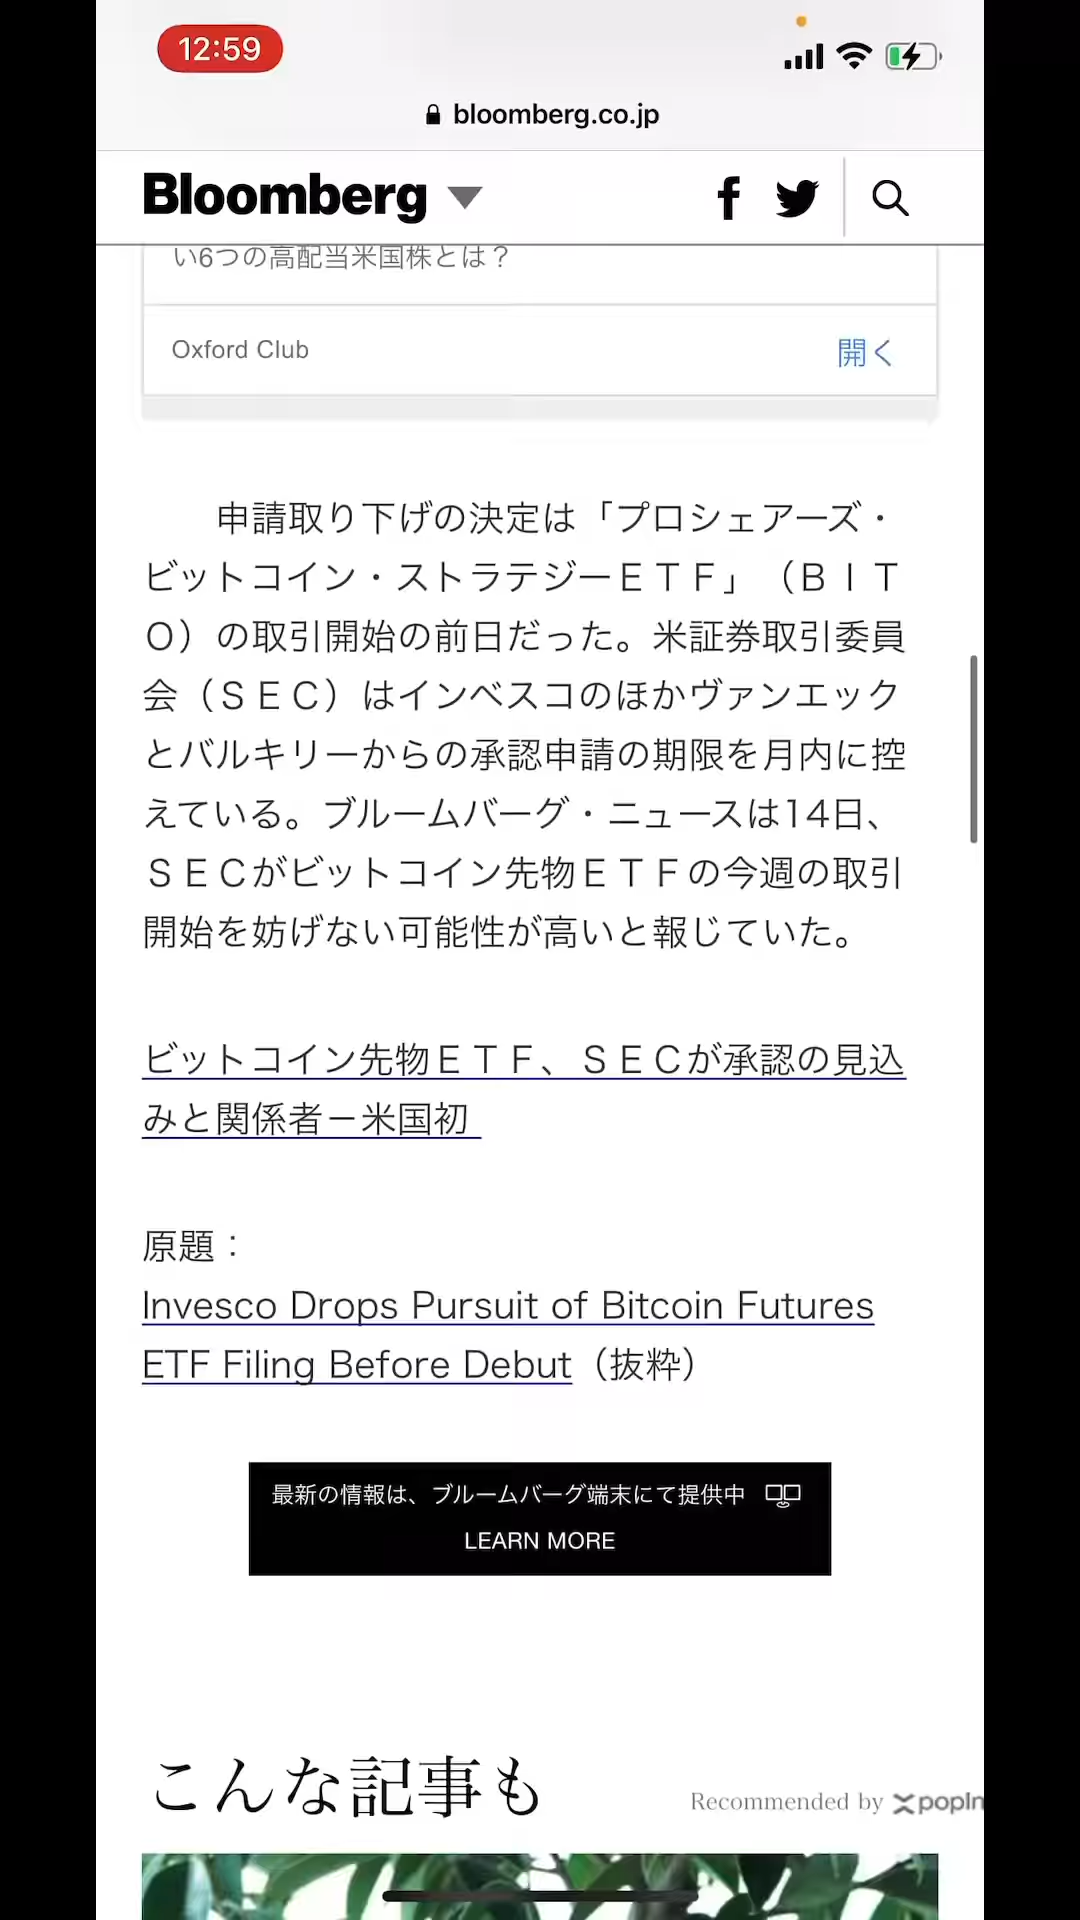 12:59
bloomberg.co.jp
Bloomberg
い6つの高配当米国株とは？
Oxford Club
開く
申請取り下げの決定は「プロシェアーズ・
ビットコイン・ストラテジーＥＴＦ」（ＢＩＴ
Ｏ）の取引開始の前日だった。米証券取引委員
会（ＳＥＣ）はインベスコのほかヴァンエック
とバルキリーからの承認申請の期限を月内に控
えている。ブルームバーグ・ニュースは14日、
ＳＥＣがビットコイン先物ＥＴＦの今週の取引
開始を妨げない可能性が高いと報じていた。
ビットコイン先物ＥＴＦ、ＳＥＣが承認の見込
みと関係者－米国初
原題：
Invesco Drops Pursuit of Bitcoin Futures
ETF Filing Before Debut（抜粋）
最新の情報は、ブルームバーグ端末にて提供中
LEARN MORE
こんな記事も
Recommended by popIn